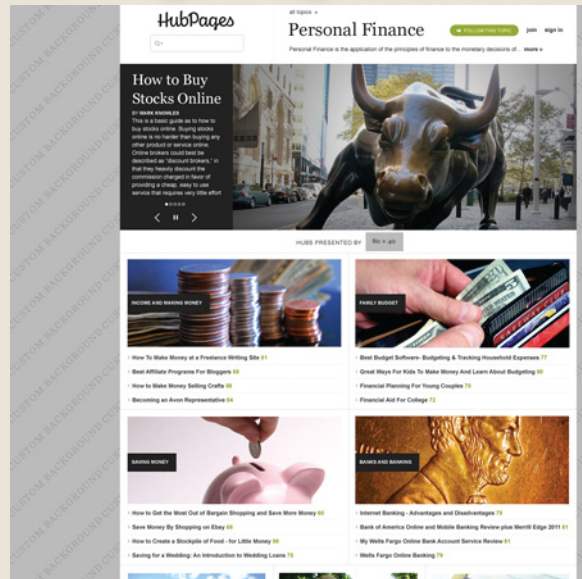 HubPages
all topics »
Personal Finance
FOLLOW THIS TOPIC
join sign in
Personal Finance is the application of the principles of finance to the monetary decisions of .. more »
How to Buy
Stocks Online
BY MARK KNOWLES
This is a basic guide as to how to
buy stocks online. Buying stocks
online is no harder than buying any
other product or service online.
Online brokers could best be
described as "discount brokers," in
that they heavily discount the
commission charged in favor of
providing a cheap, easy to use
service that requires very little effort
HUBS PRESENTED BY 80 × 40
INCOME AND MAKING MONEY
How To Make Money at a Freelance Writing Site 81
Best Affiliate Programs For Bloggers
How to Make Money Selling Crafts
Becoming an Avon Representative
FAMILY BUDGET
Best Budget Software- Budgeting & Tracking Household Expenses 77
Great Ways For Kids To Make Money And Learn About Budgeting
Financial Planning For Young Couples
Financial Aid For College 72
SAVING MONEY
How to Get the Most Out of Bargain Shopping and Save More Money
Save Money By Shopping on Ebay
How to Create a Stockpile of Food - for Little Money
Saving for a Wedding: An Introduction to Wedding Loans
BANKS AND BANKING
Internet Banking - Advantages and Disadvantages 79
Bank of America Online and Mobile Banking Review plus Merrill Edge 2011 81
My Wells Fargo Online Bank Account Service Review 81
Wells Fargo Online Banking 79
CUSTOM BACKGROUND